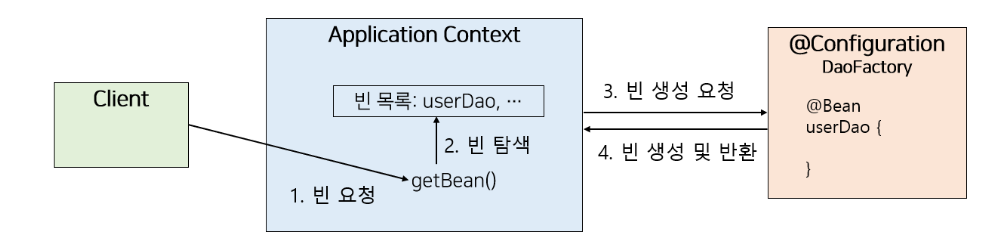 Client
Application Context
빈 목록: userDao, ⋯
2. 빈 탐색
getBean()
1. 빈 요청
3. 빈 생성 요청
4. 빈 생성 및 반환
@Configuration
DaoFactory
@Bean
userDao {
}